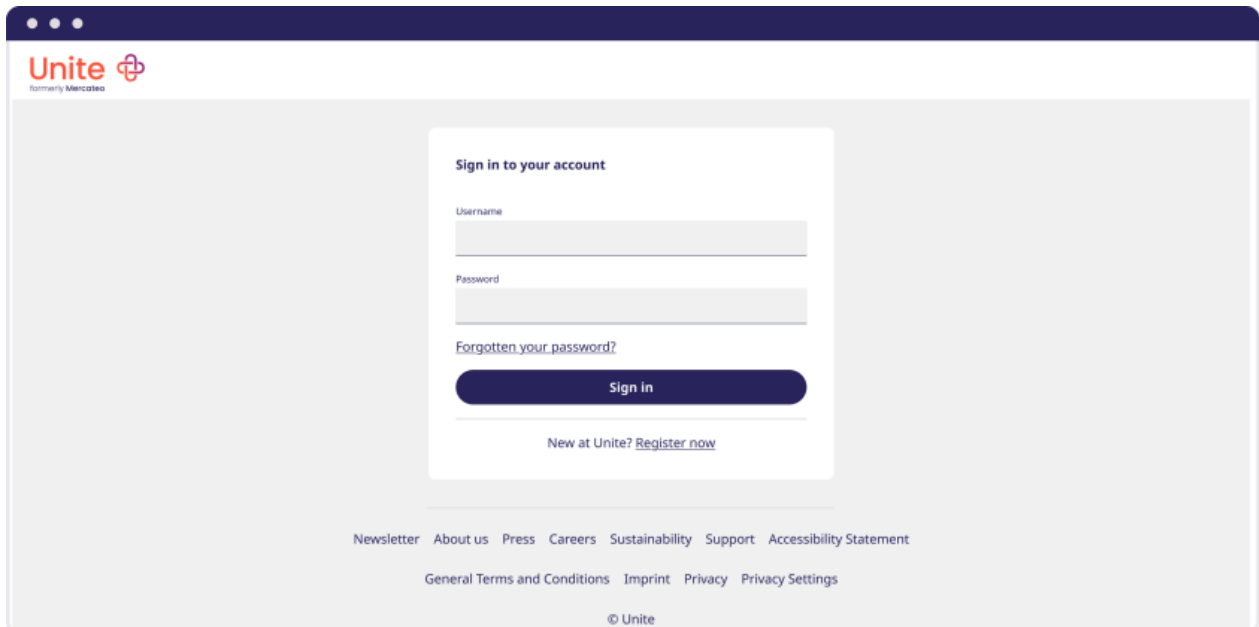 Unite
formerly Mercateo
Sign in to your account
Username
Password
Forgotten your password?
Sign in
New at Unite? Register now
Newsletter About us Press Careers Sustainability Support Accessibility Statement
General Terms and Conditions Imprint Privacy Privacy Settings
© Unite